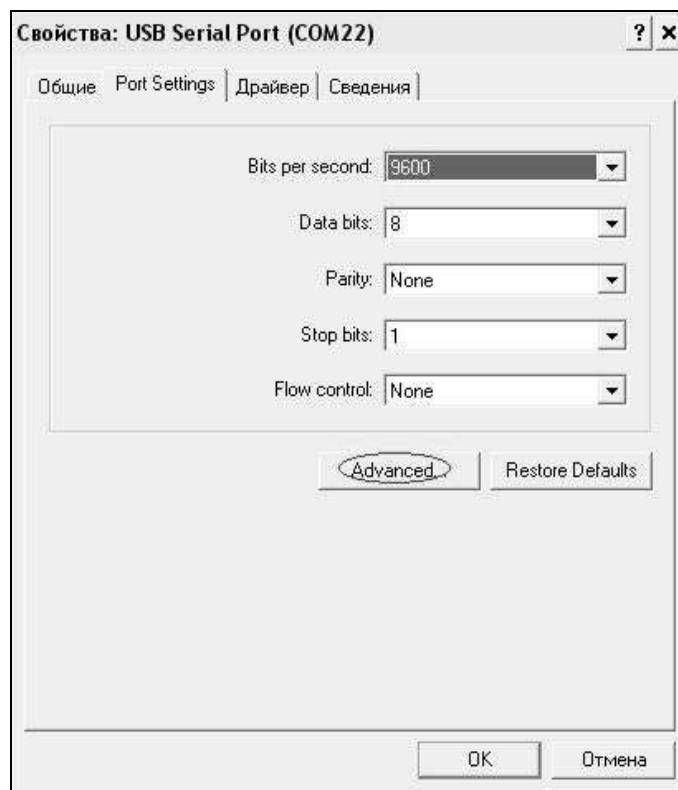 Свойства: USB Serial Port (COM22) ? ×
Общие Port Settings Драйвер Сведения
Bits per second: 9600
Data bits: 8
Parity: None
Stop bits: 1
Flow control: None
Advanced... Restore Defaults
OK Отмена